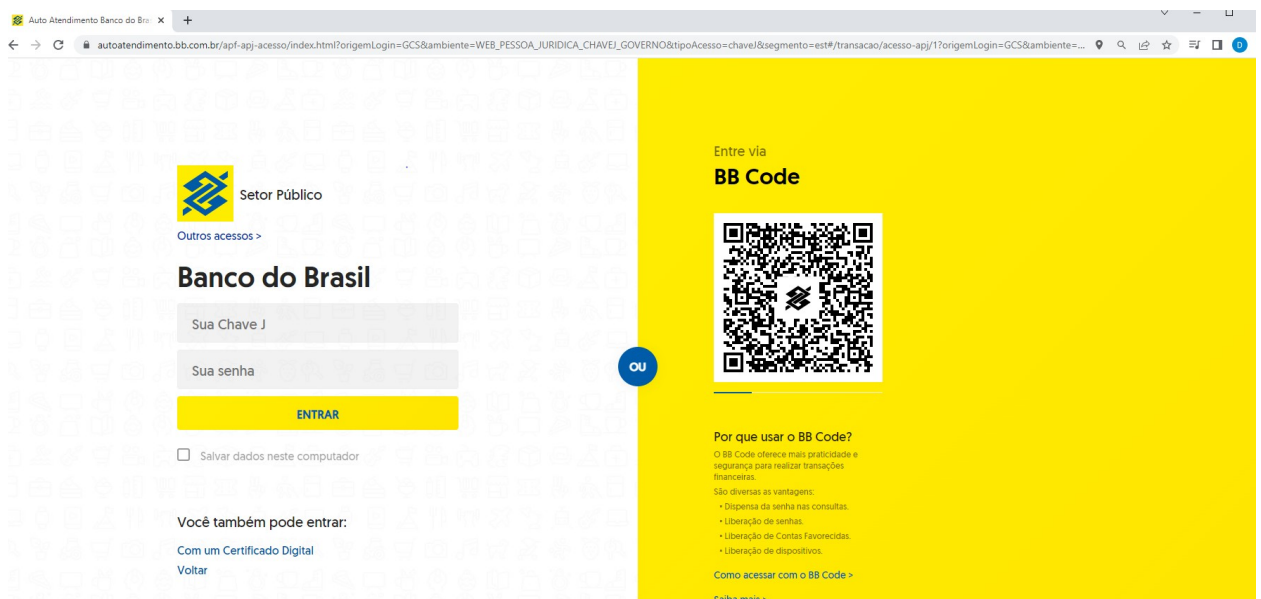 Auto Atendimento Banco do Bra
autoatendimento.bb.com.br/apf-apj-acesso/index.html?origemLogin=GCS&ambiente=WEB_PESSOA_JURIDICA_CHAVEJ_GOVERNO&tipoAcesso=chaveJ&segmento=est#/transacao/acesso-apj/1?origemLogin=GCS&ambiente=...
D
Setor Público
Outros acessos >
Banco do Brasil
Sua Chave J
Sua senha
ENTRAR
Salvar dados neste computador
Você também pode entrar:
Com um Certificado Digital
Voltar
OU
Entre via
BB Code
Por que usar o BB Code?
O BB Code oferece mais praticidade e
segurança para realizar transações
financeiras.
São diversas as vantagens:
• Dispensa da senha nas consultas.
• Liberação de senhas.
• Liberação de Contas Favorecidas.
• Liberação de dispositivos.
Como acessar com o BB Code >
Saiba mais >